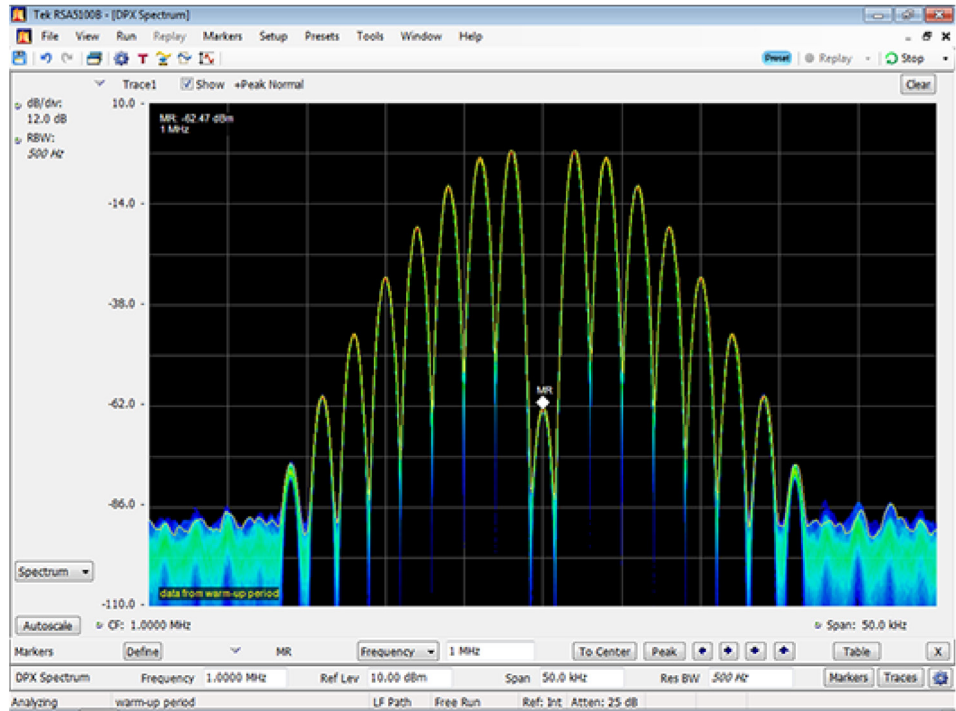 Tek RSA5100B - [DPX Spectrum]
File View Run Replay Markers Setup Presets Tools Window Help
T
Preset Replay Stop
Trace1 Show +Peak Normal Clear
dB/div:
12.0 dB
RBW:
500 Hz
10.0
MR: -62.47 dBm
1 MHz
-14.0
-38.0
MR
-62.0
-86.0
Spectrum
data from warm-up period
-110.0
Autoscale CF: 1.0000 MHz Span: 50.0 kHz
Markers Define MR Frequency 1 MHz To Center Peak Table X
DPX Spectrum Frequency 1.0000 MHz Ref Lev 10.00 dBm Span 50.0 kHz Res BW 500 Hz Markers Traces
Analyzing warm-up period LF Path Free Run Ref: Int Atten: 25 dB